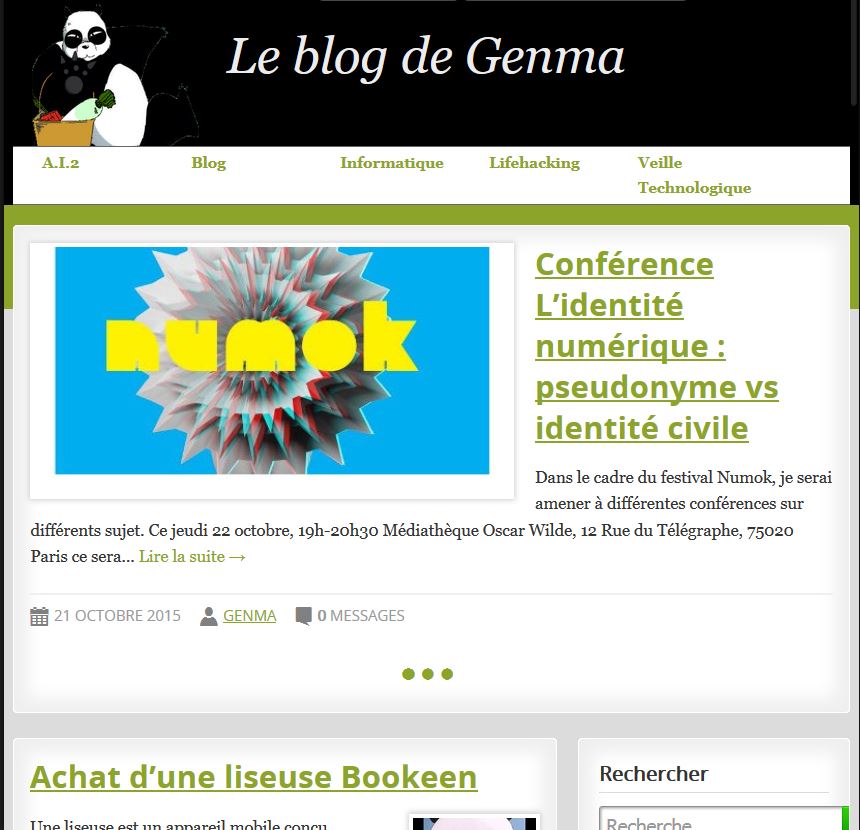 Le blog de Genma
A.I.2
Blog
Informatique
Lifehacking
Veille
Technologique
numok
Conférence
L’identité
numérique :
pseudonyme vs
identité civile
Dans le cadre du festival Numok, je serai
amener à différentes conférences sur
différents sujet. Ce jeudi 22 octobre, 19h-20h30 Médiathèque Oscar Wilde, 12 Rue du Télégraphe, 75020
Paris ce sera... Lire la suite →
21 OCTOBRE 2015 GENMA 0 MESSAGES
Achat d’une liseuse Bookeen
Une liseuse est un appareil mobile conçu
Rechercher
Recherche